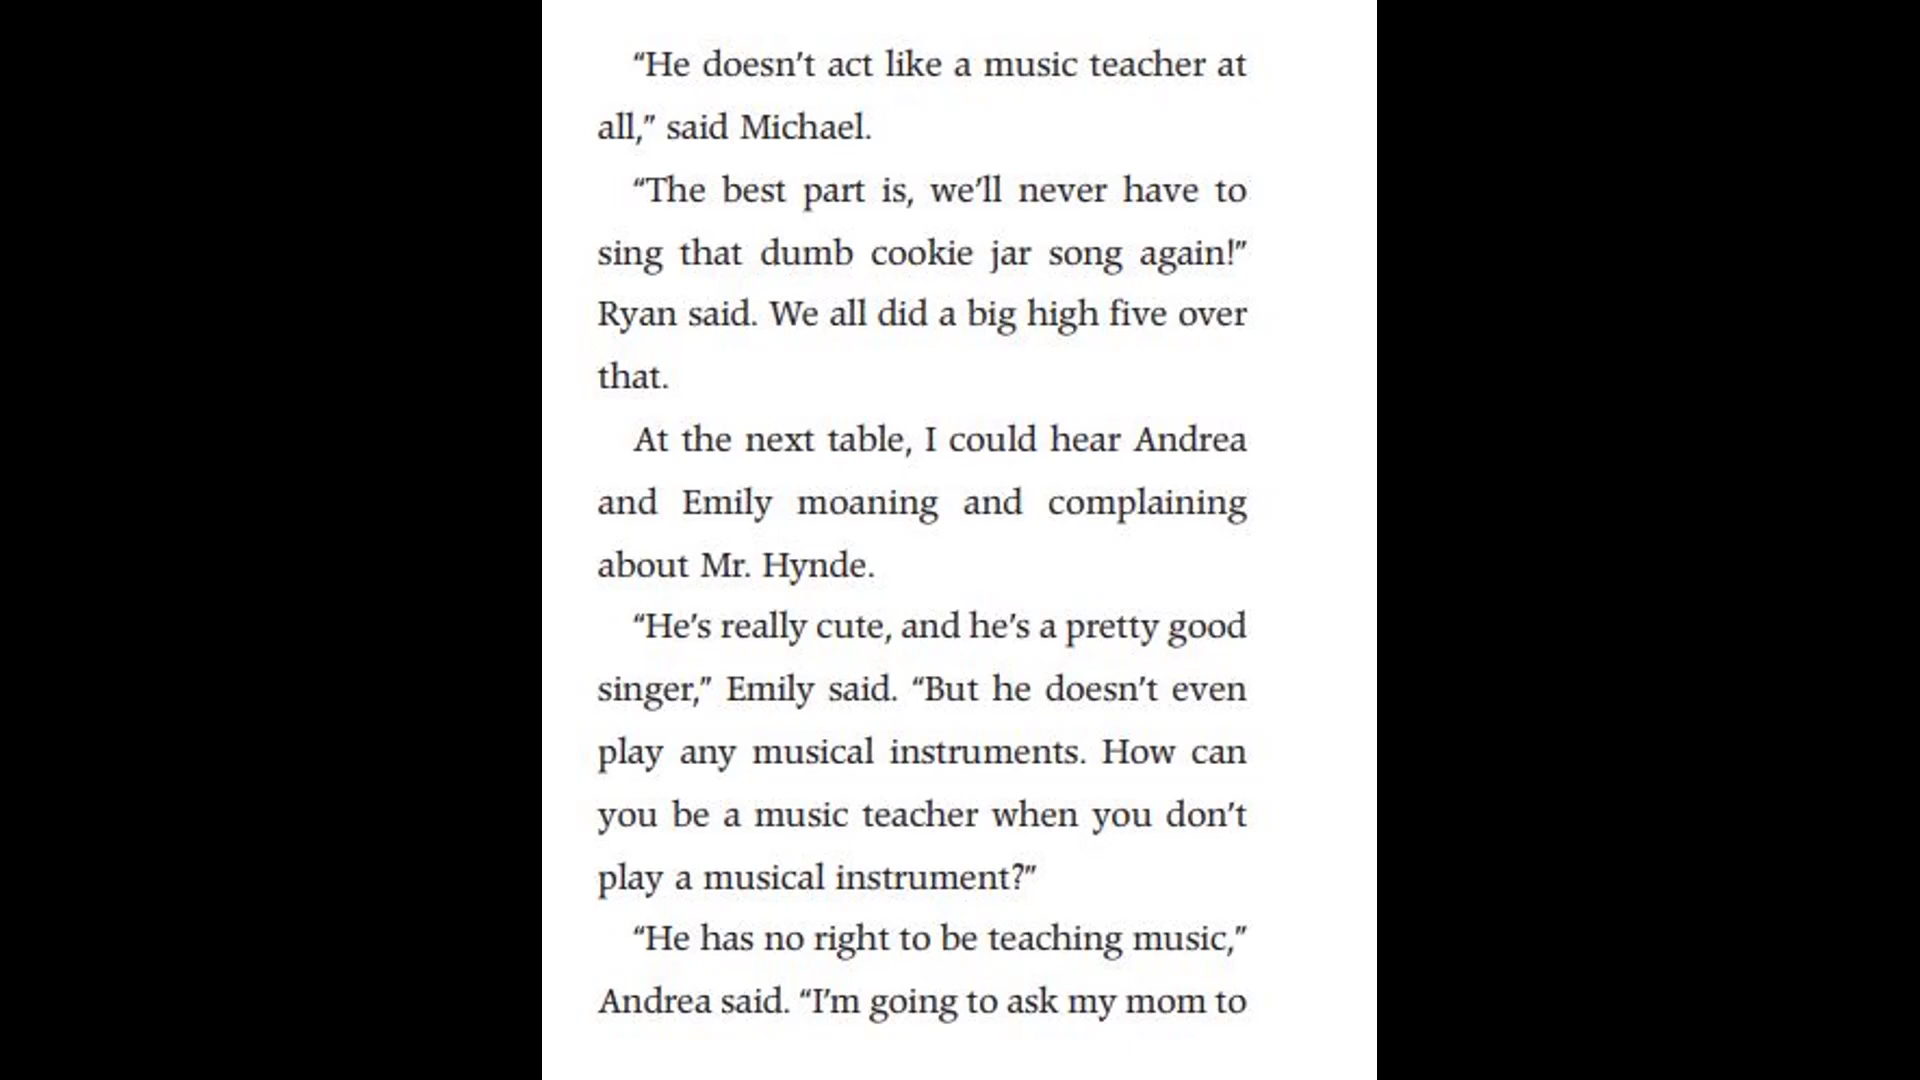 “He doesn’t act like a music teacher at
all,” said Michael.
“The best part is, we’ll never have to
sing that dumb cookie jar song again!”
Ryan said. We all did a big high five over
that.
At the next table, I could hear Andrea
and Emily moaning and complaining
about Mr. Hynde.
“He’s really cute, and he’s a pretty good
singer,” Emily said. “But he doesn’t even
play any musical instruments. How can
you be a music teacher when you don’t
play a musical instrument?”
“He has no right to be teaching music,”
Andrea said. “I’m going to ask my mom to